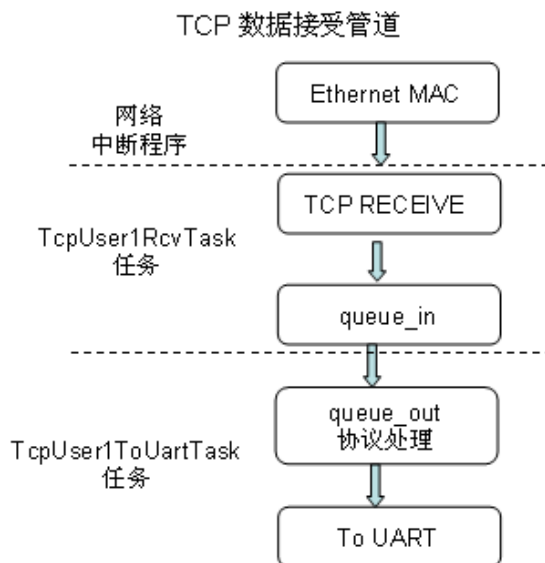 TCP 数据接受管道
Ethernet MAC
网络
中断程序
TCP RECEIVE
TcpUser1RcvTask
任务
queue_in
queue_out
协议处理
TcpUser1ToUartTask
任务
To UART